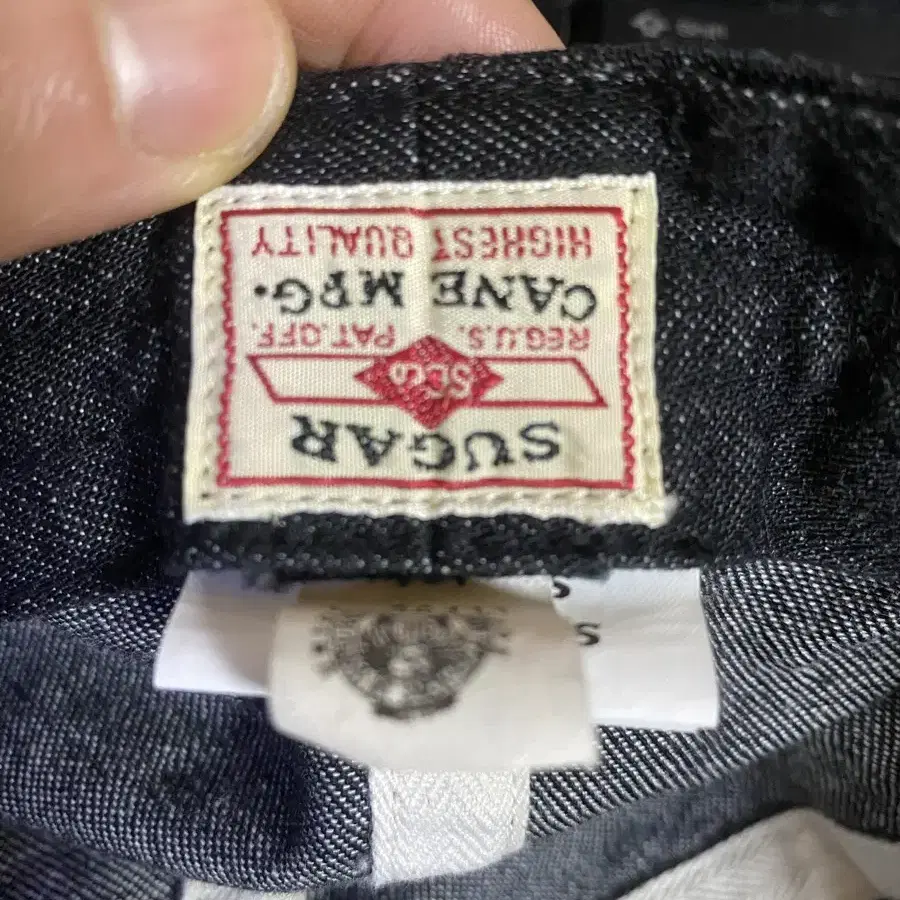 SUGAR
SC.Co
REG.U.S. PAT.OFF.
CANE MFG.
HIGHEST QUALITY
S